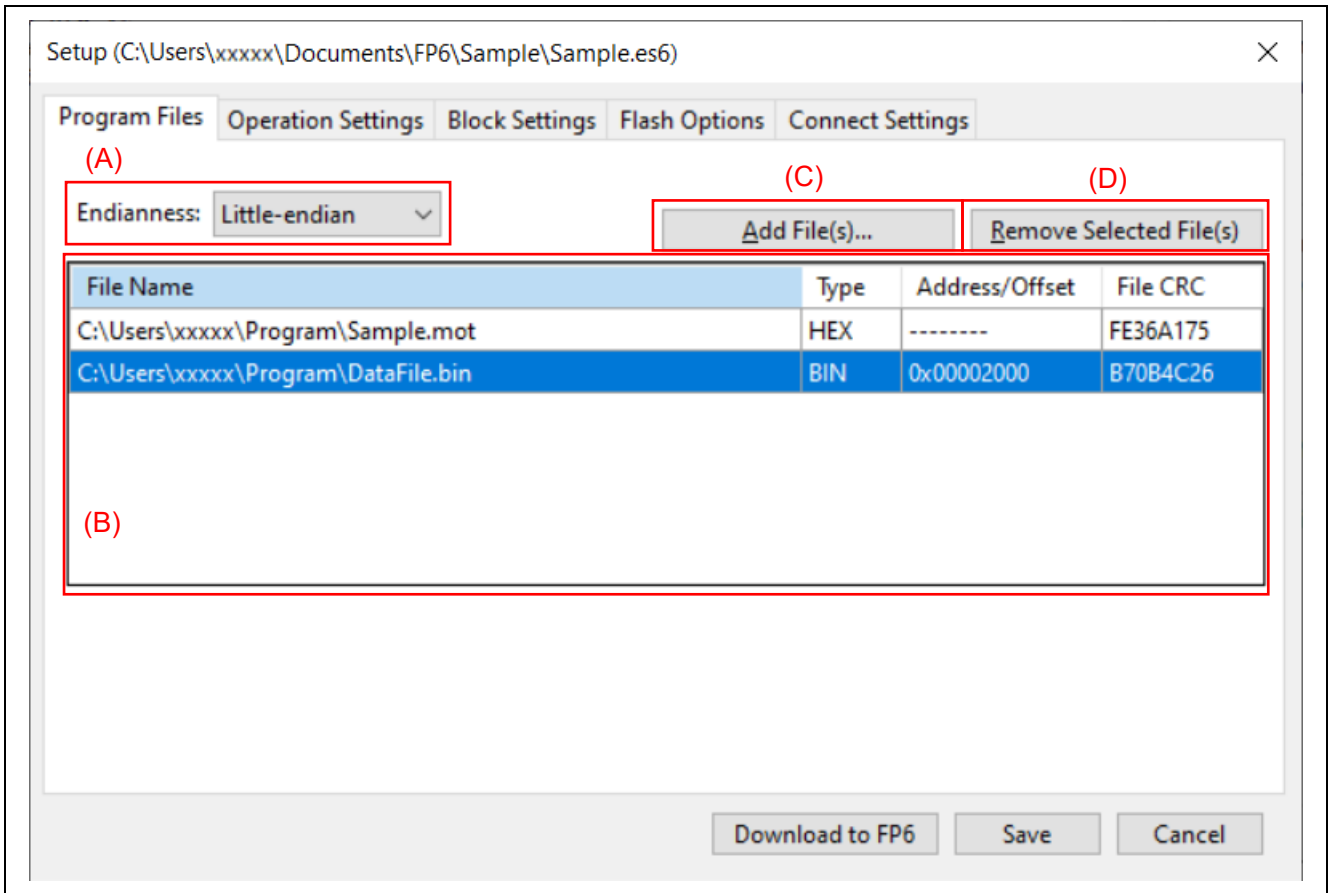 Setup (C:\Users\xxxxx\Documents\FP6\Sample\Sample.es6)
Program Files Operation Settings Block Settings Flash Options Connect Settings
(A) (C) (D)
Endianness: Little-endian Add File(s)... Remove Selected File(s)
File Name Type Address/Offset File CRC
C:\Users\xxxxx\Program\Sample.mot HEX -------- FE36A175
C:\Users\xxxxx\Program\DataFile.bin BIN 0x00002000 B70B4C26
(B)
Download to FP6 Save Cancel